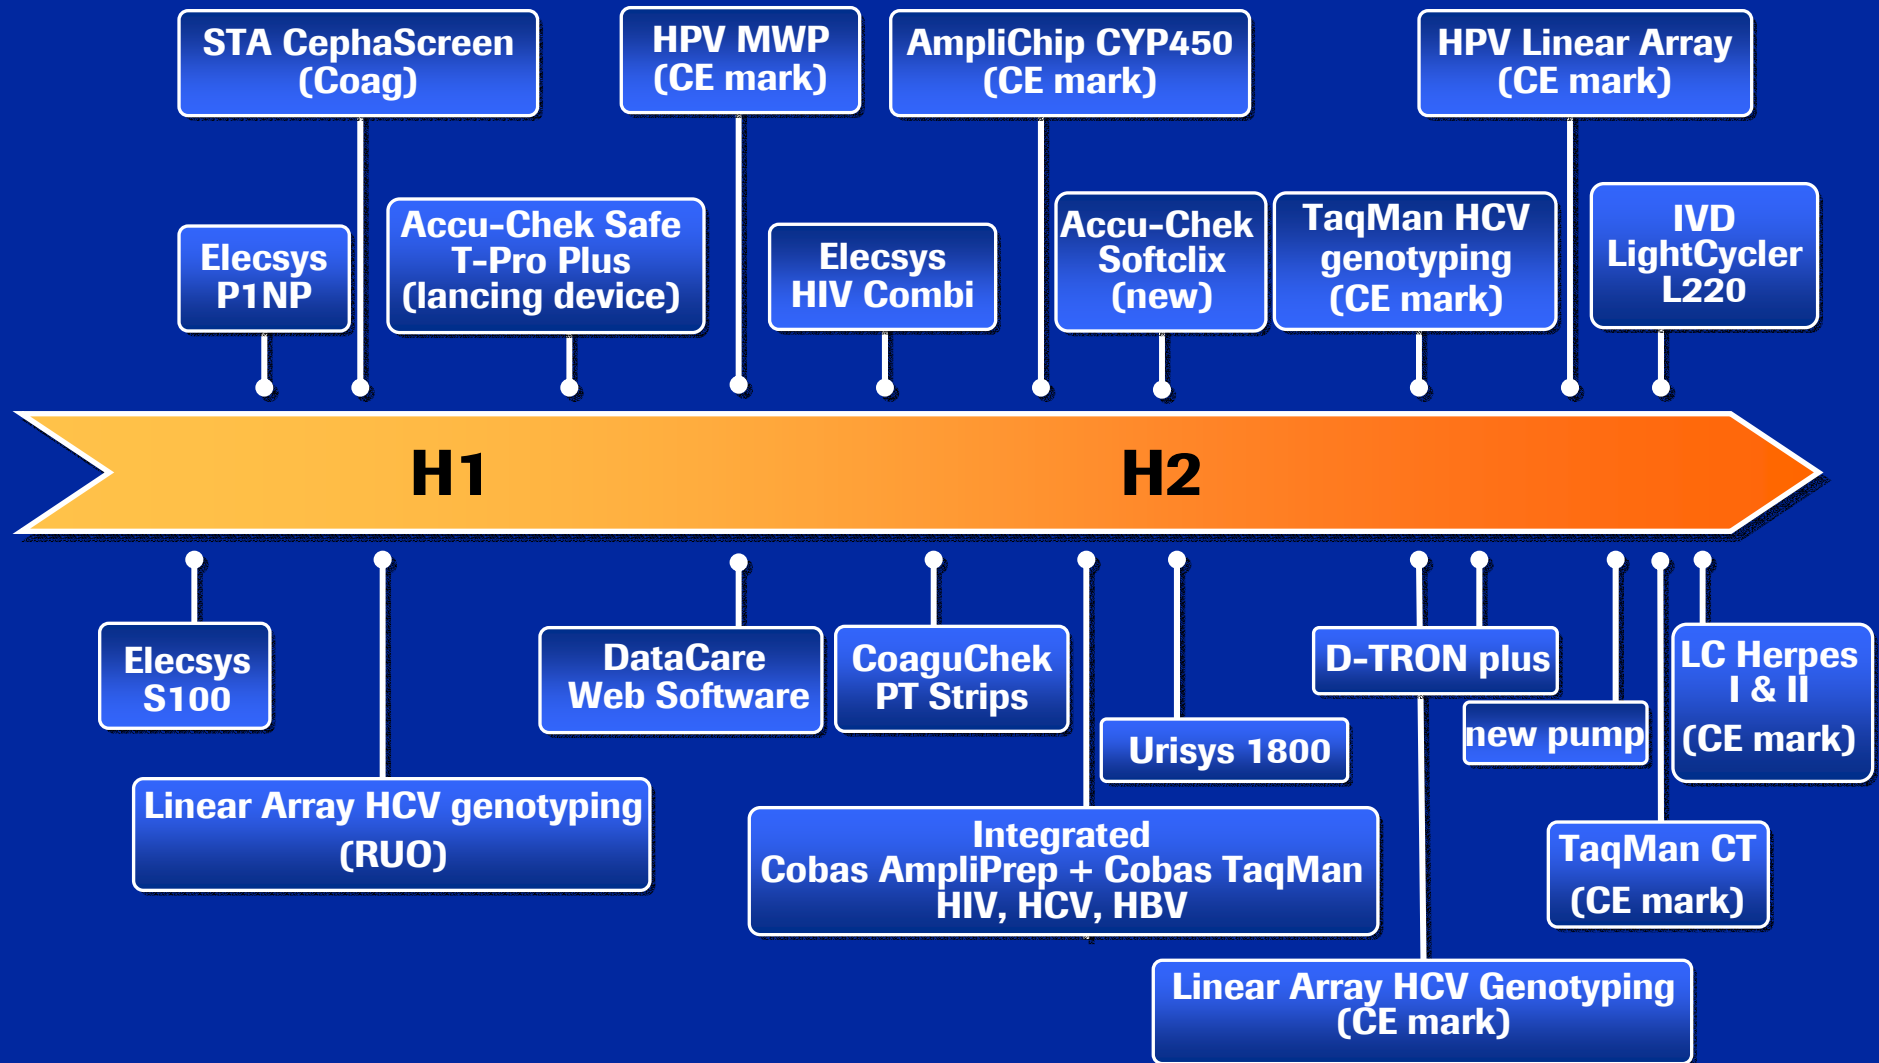 STA CephaScreen
(Coag)
HPV MWP
(CE mark)
AmpliChip CYP450
(CE mark)
HPV Linear Array
(CE mark)
Elecsys
P1NP
Accu-Chek Safe
T-Pro Plus
(lancing device)
Elecsys
HIV Combi
Accu-Chek
Softclix
(new)
TaqMan HCV
genotyping
(CE mark)
IVD
LightCycler
L220
H1
H2
Elecsys
S100
Linear Array HCV genotyping
(RUO)
DataCare
Web Software
CoaguChek
PT Strips
Integrated
Cobas AmpliPrep + Cobas TaqMan
HIV, HCV, HBV
Urisys 1800
D-TRON plus
new pump
LC Herpes
I & II
(CE mark)
TaqMan CT
(CE mark)
Linear Array HCV Genotyping
(CE mark)